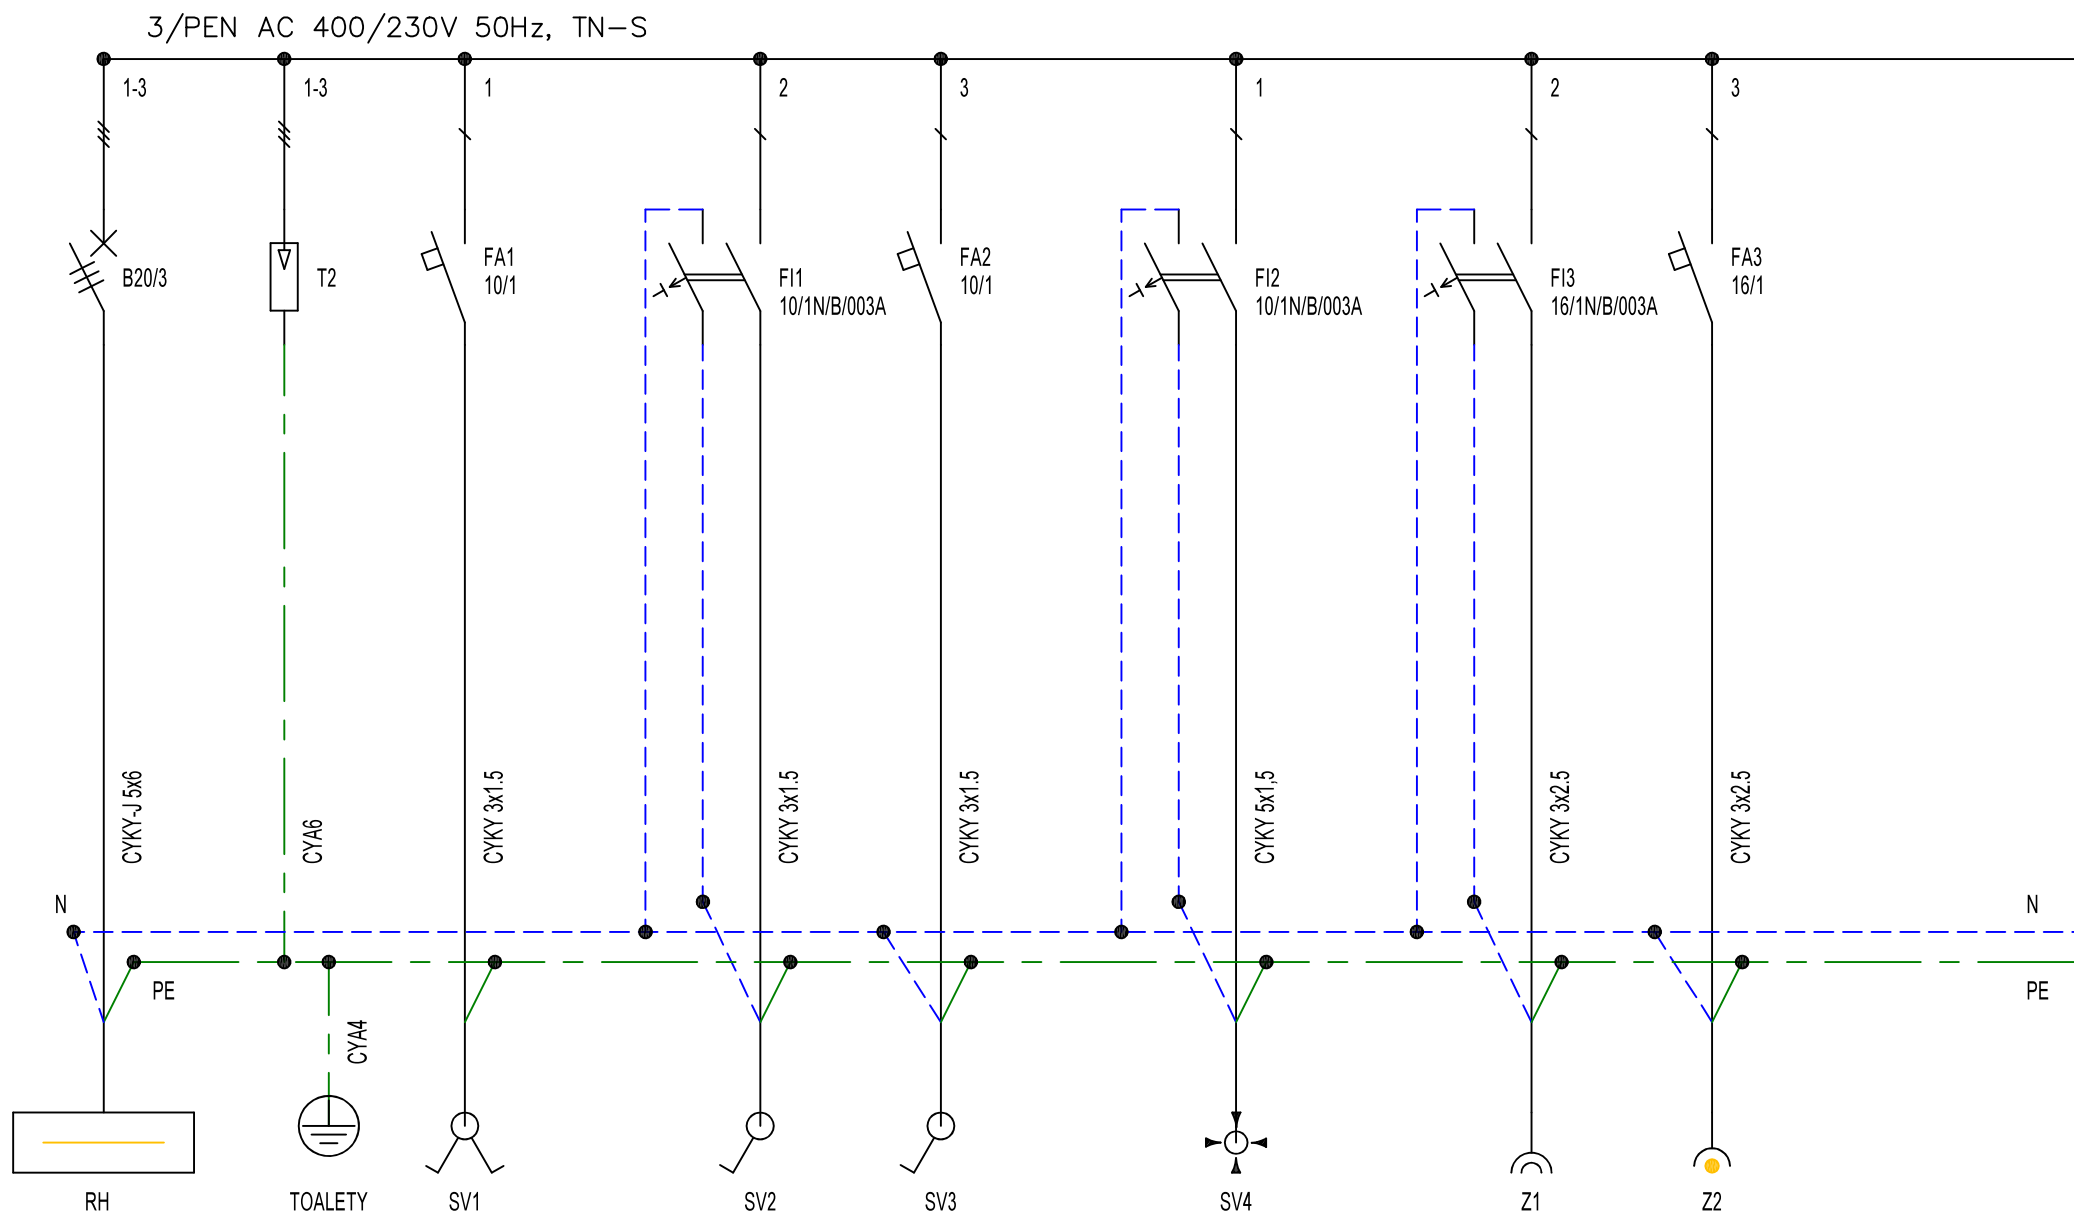 3/PEN AC 400/230V 50Hz, TN-S
1-3
1-3
1
2
3
1
2
3
B20/3
T2
FA1
10/1
FI1
10/1N/B/003A
FA2
10/1
FI2
10/1N/B/003A
FI3
16/1N/B/003A
FA3
16/1
CYKY-J 5x6
CYA6
CYKY 3x1.5
CYKY 3x1.5
CYKY 3x1.5
CYKY 5x1,5
CYKY 3x2.5
CYKY 3x2.5
N
N
PE
PE
CYA4
RH
TOALETY
SV1
SV2
SV3
SV4
Z1
Z2